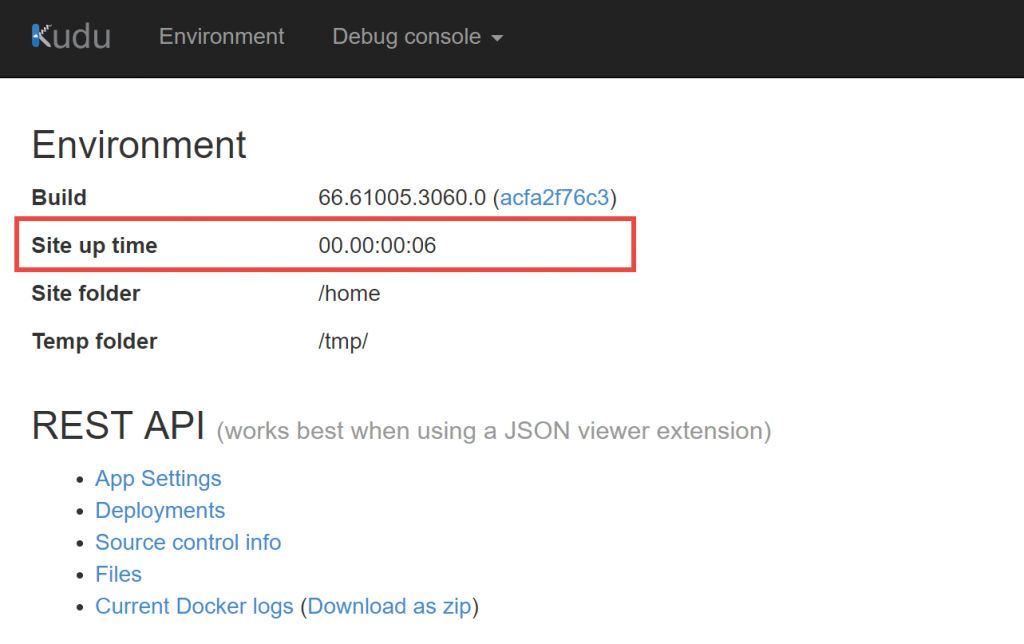 Kudu Environment Debug console
Environment
Build 66.61005.3060.0 (acfa2f76c3)
Site up time 00.00:00:06
Site folder /home
Temp folder /tmp/
REST API (works best when using a JSON viewer extension)
• App Settings
• Deployments
• Source control info
• Files
• Current Docker logs (Download as zip)